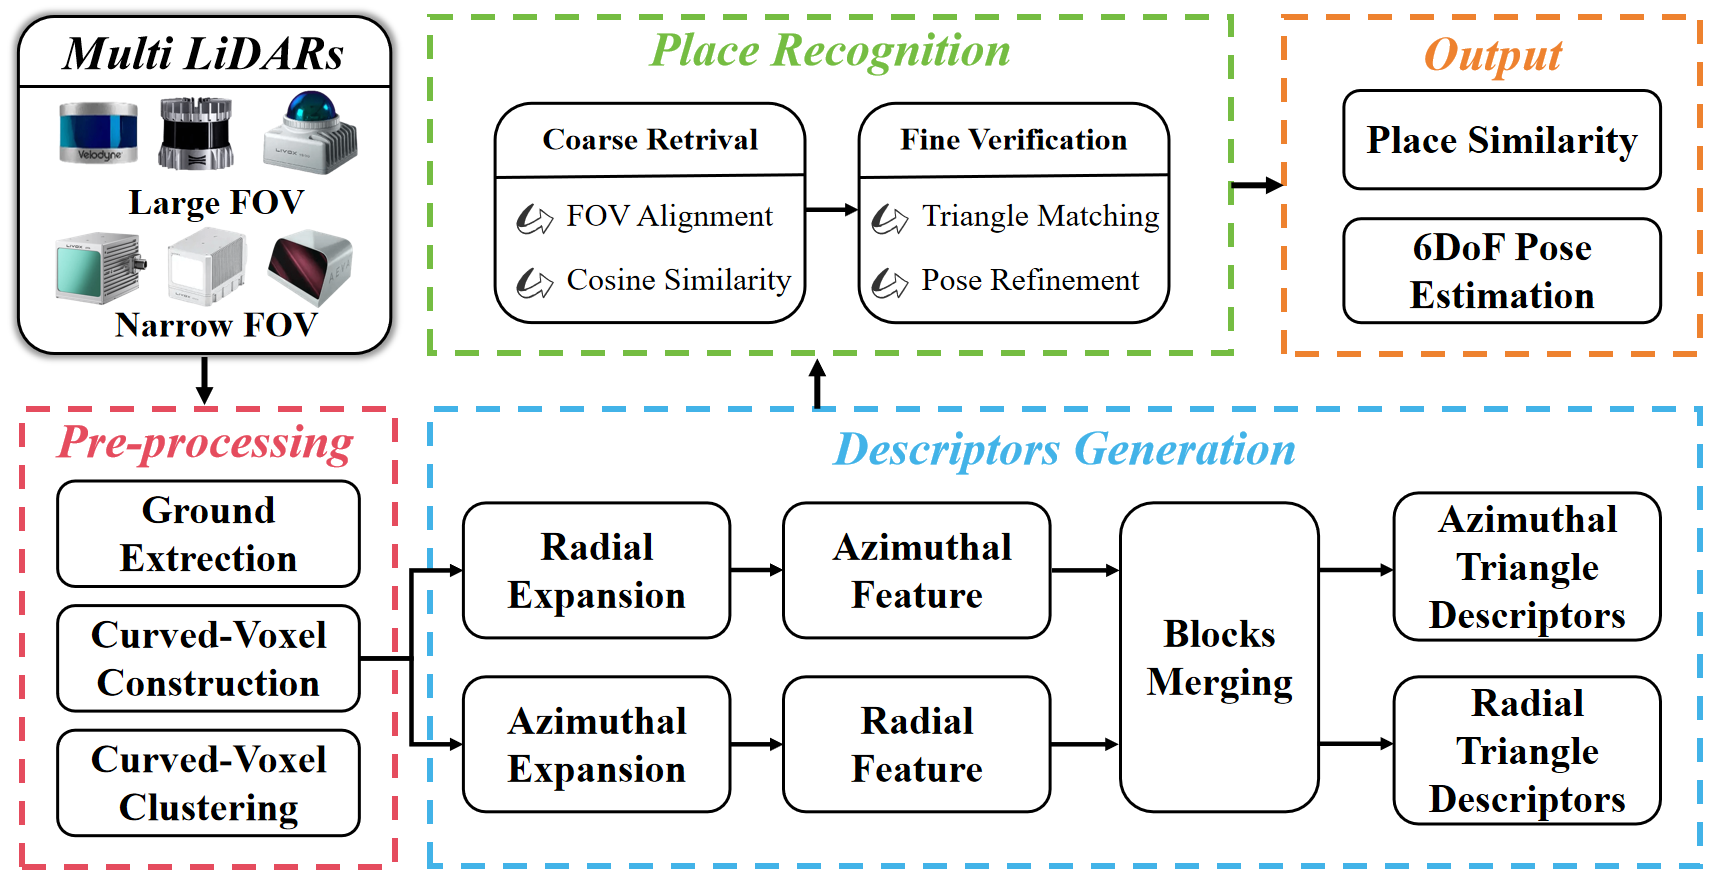 Multi LiDARs
Velodyne
LIVOX
Large FOV
LIVOX
LIVOX
AEVA
Narrow FOV
Pre-processing
Ground
Extrection
Curved-Voxel
Construction
Curved-Voxel
Clustering
Descriptors Generation
Radial
Expansion
Azimuthal
Feature
Azimuthal
Expansion
Radial
Feature
Blocks
Merging
Azimuthal
Triangle
Descriptors
Radial
Triangle
Descriptors
Place Recognition
Coarse Retrival
FOV Alignment
Cosine Similarity
Fine Verification
Triangle Matching
Pose Refinement
Output
Place Similarity
6DoF Pose
Estimation